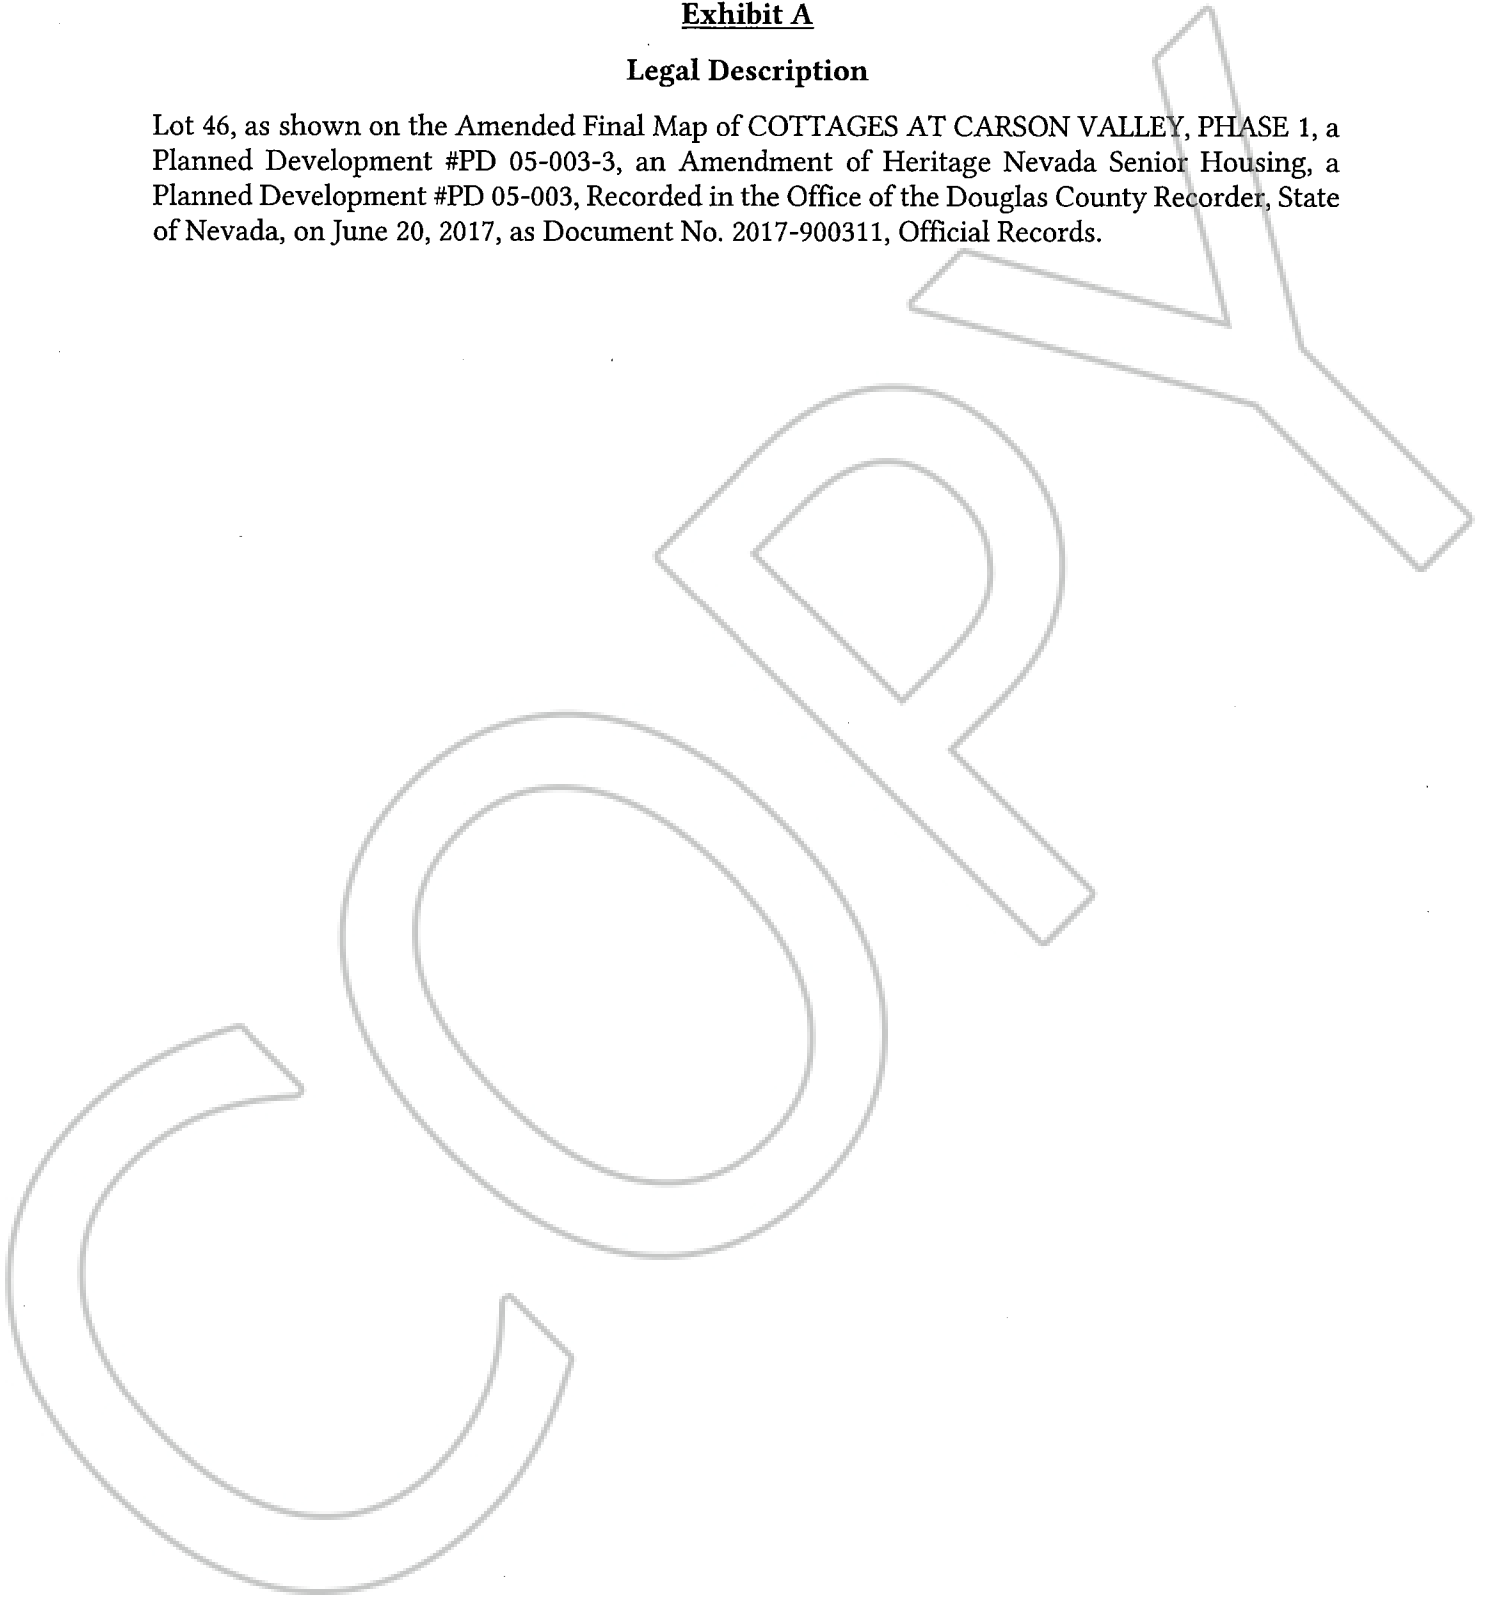 Exhibit A
Legal Description
Lot 46, as shown on the Amended Final Map of COTTAGES AT CARSON VALLEY, PHASE 1, a
Planned Development #PD 05-003-3, an Amendment of Heritage Nevada Senior Housing, a
Planned Development #PD 05-003, Recorded in the Office of the Douglas County Recorder, State
of Nevada, on June 20, 2017, as Document No. 2017-900311, Official Records.
COPY